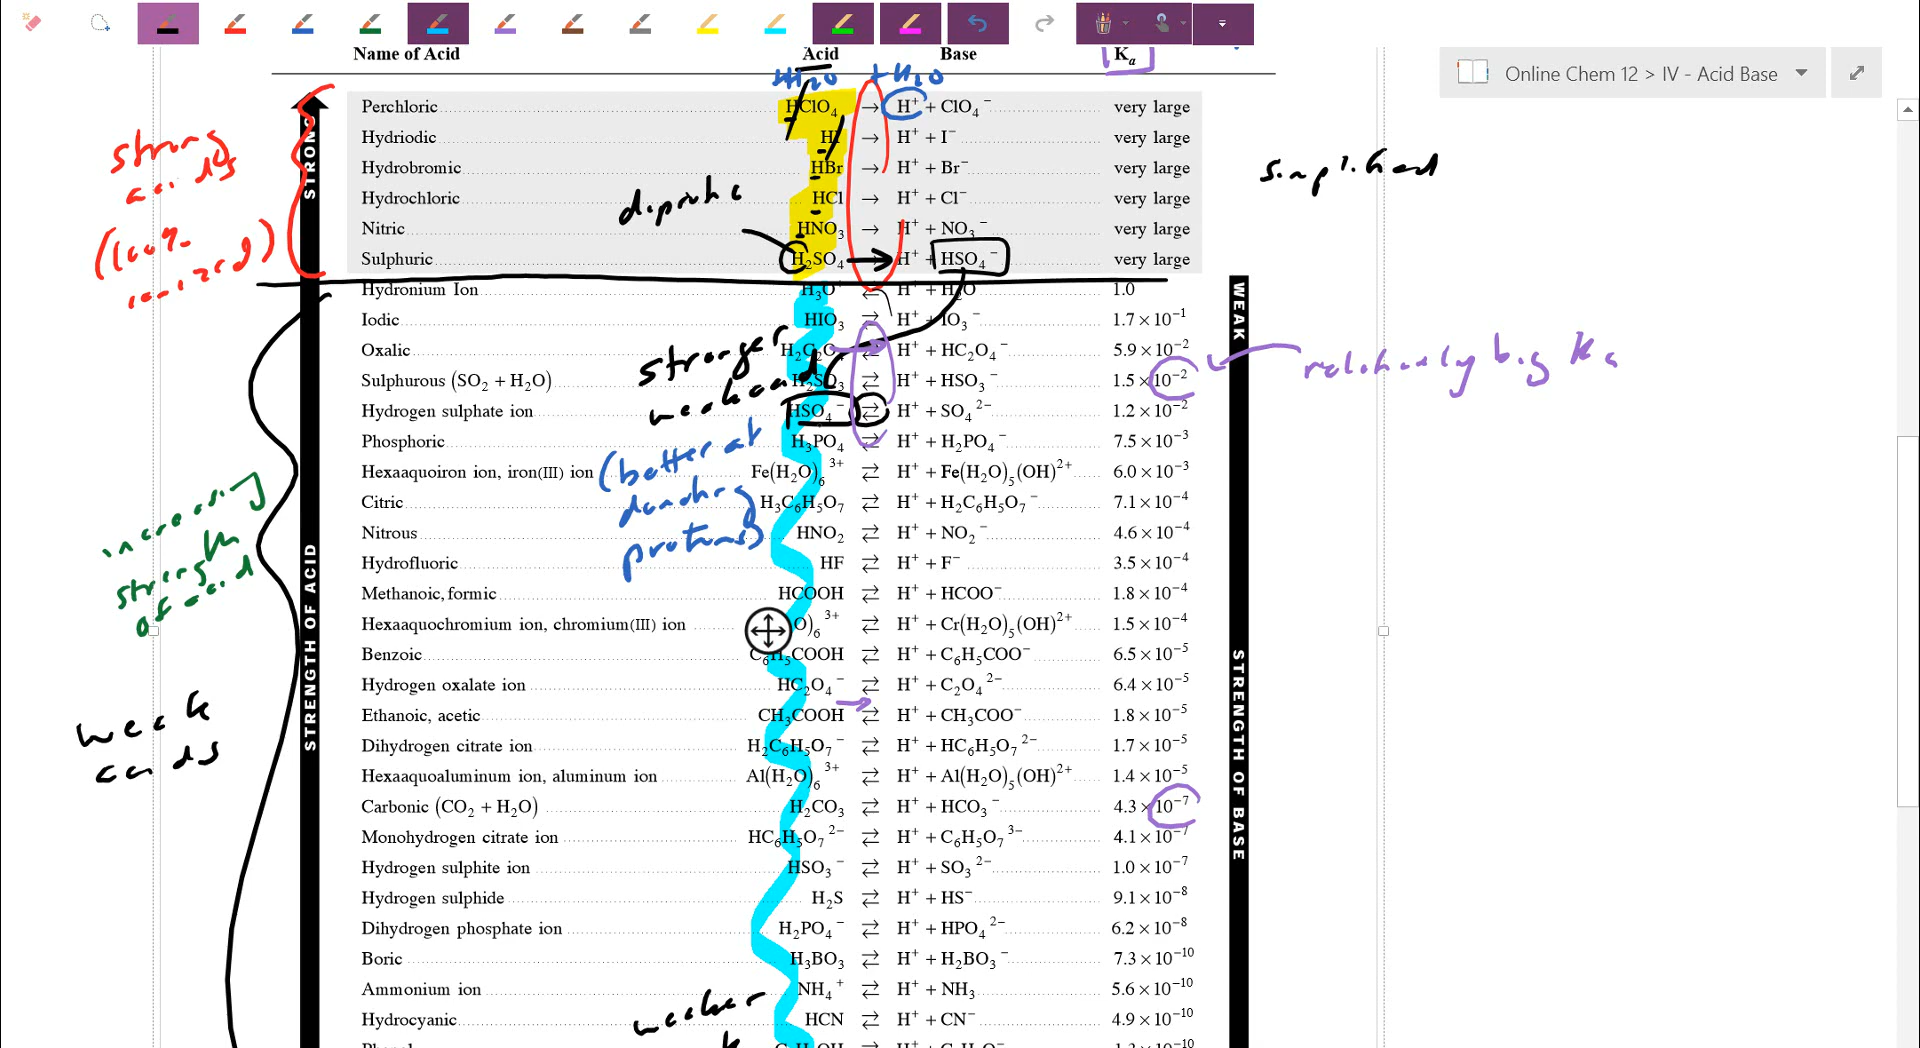 Name of Acid Acid Base Kₐ
Online Chem 12 > IV - Acid Base
H₂O + H₂O
Perchloric HClO₄ → H⁺ + ClO₄⁻ very large
Hydriodic HI → H⁺ + I⁻ very large
Hydrobromic HBr → H⁺ + Br⁻ very large
Hydrochloric HCl → H⁺ + Cl⁻ very large
Nitric HNO₃ → H⁺ + NO₃⁻ very large
Sulphuric H₂SO₄ → H⁺ + HSO₄⁻ very large
Hydronium Ion H₃O⁺ ⇄ H⁺ + H₂O 1.0
Iodic HIO₃ ⇄ H⁺ + IO₃⁻ 1.7 × 10⁻¹
Oxalic H₂C₂O₄ ⇄ H⁺ + HC₂O₄⁻ 5.9 × 10⁻²
Sulphurous (SO₂ + H₂O) H₂SO₃ ⇄ H⁺ + HSO₃⁻ 1.5 × 10⁻²
Hydrogen sulphate ion HSO₄⁻ ⇄ H⁺ + SO₄²⁻ 1.2 × 10⁻²
Phosphoric H₃PO₄ ⇄ H⁺ + H₂PO₄⁻ 7.5 × 10⁻³
Hexaaquoiron ion, iron(III) ion Fe(H₂O)₆³⁺ ⇄ H⁺ + Fe(H₂O)₅(OH)²⁺ 6.0 × 10⁻³
Citric H₃C₆H₅O₇ ⇄ H⁺ + H₂C₆H₅O₇⁻ 7.1 × 10⁻⁴
Nitrous HNO₂ ⇄ H⁺ + NO₂⁻ 4.6 × 10⁻⁴
Hydrofluoric HF ⇄ H⁺ + F⁻ 3.5 × 10⁻⁴
Methanoic, formic HCOOH ⇄ H⁺ + HCOO⁻ 1.8 × 10⁻⁴
Hexaaquochromium ion, chromium(III) ion O)₆³⁺ ⇄ H⁺ + Cr(H₂O)₅(OH)²⁺ 1.5 × 10⁻⁴
Benzoic C₆H₅COOH ⇄ H⁺ + C₆H₅COO⁻ 6.5 × 10⁻⁵
Hydrogen oxalate ion HC₂O₄⁻ ⇄ H⁺ + C₂O₄²⁻ 6.4 × 10⁻⁵
Ethanoic, acetic CH₃COOH ⇄ H⁺ + CH₃COO⁻ 1.8 × 10⁻⁵
Dihydrogen citrate ion H₂C₆H₅O₇⁻ ⇄ H⁺ + HC₆H₅O₇²⁻ 1.7 × 10⁻⁵
Hexaaquoaluminum ion, aluminum ion Al(H₂O)₆³⁺ ⇄ H⁺ + Al(H₂O)₅(OH)²⁺ 1.4 × 10⁻⁵
Carbonic (CO₂ + H₂O) H₂CO₃ ⇄ H⁺ + HCO₃⁻ 4.3 × 10⁻⁷
Monohydrogen citrate ion HC₆H₅O₇²⁻ ⇄ H⁺ + C₆H₅O₇³⁻ 4.1 × 10⁻⁷
Hydrogen sulphite ion HSO₃⁻ ⇄ H⁺ + SO₃²⁻ 1.0 × 10⁻⁷
Hydrogen sulphide H₂S ⇄ H⁺ + HS⁻ 9.1 × 10⁻⁸
Dihydrogen phosphate ion H₂PO₄⁻ ⇄ H⁺ + HPO₄²⁻ 6.2 × 10⁻⁸
Boric H₃BO₃ ⇄ H⁺ + H₂BO₃⁻ 7.3 × 10⁻¹⁰
Ammonium ion NH₄⁺ ⇄ H⁺ + NH₃ 5.6 × 10⁻¹⁰
Hydrocyanic HCN ⇄ H⁺ + CN⁻ 4.9 × 10⁻¹⁰
STRONG
STRENGTH OF ACID
WEAK
STRENGTH OF BASE
strong
acids
(100%
ionized)
diprotic
simplified
stronger
weak acid
(better at
donating
protons)
relatively big Ka
increasing
strength
of acid
weak
acids
weaker